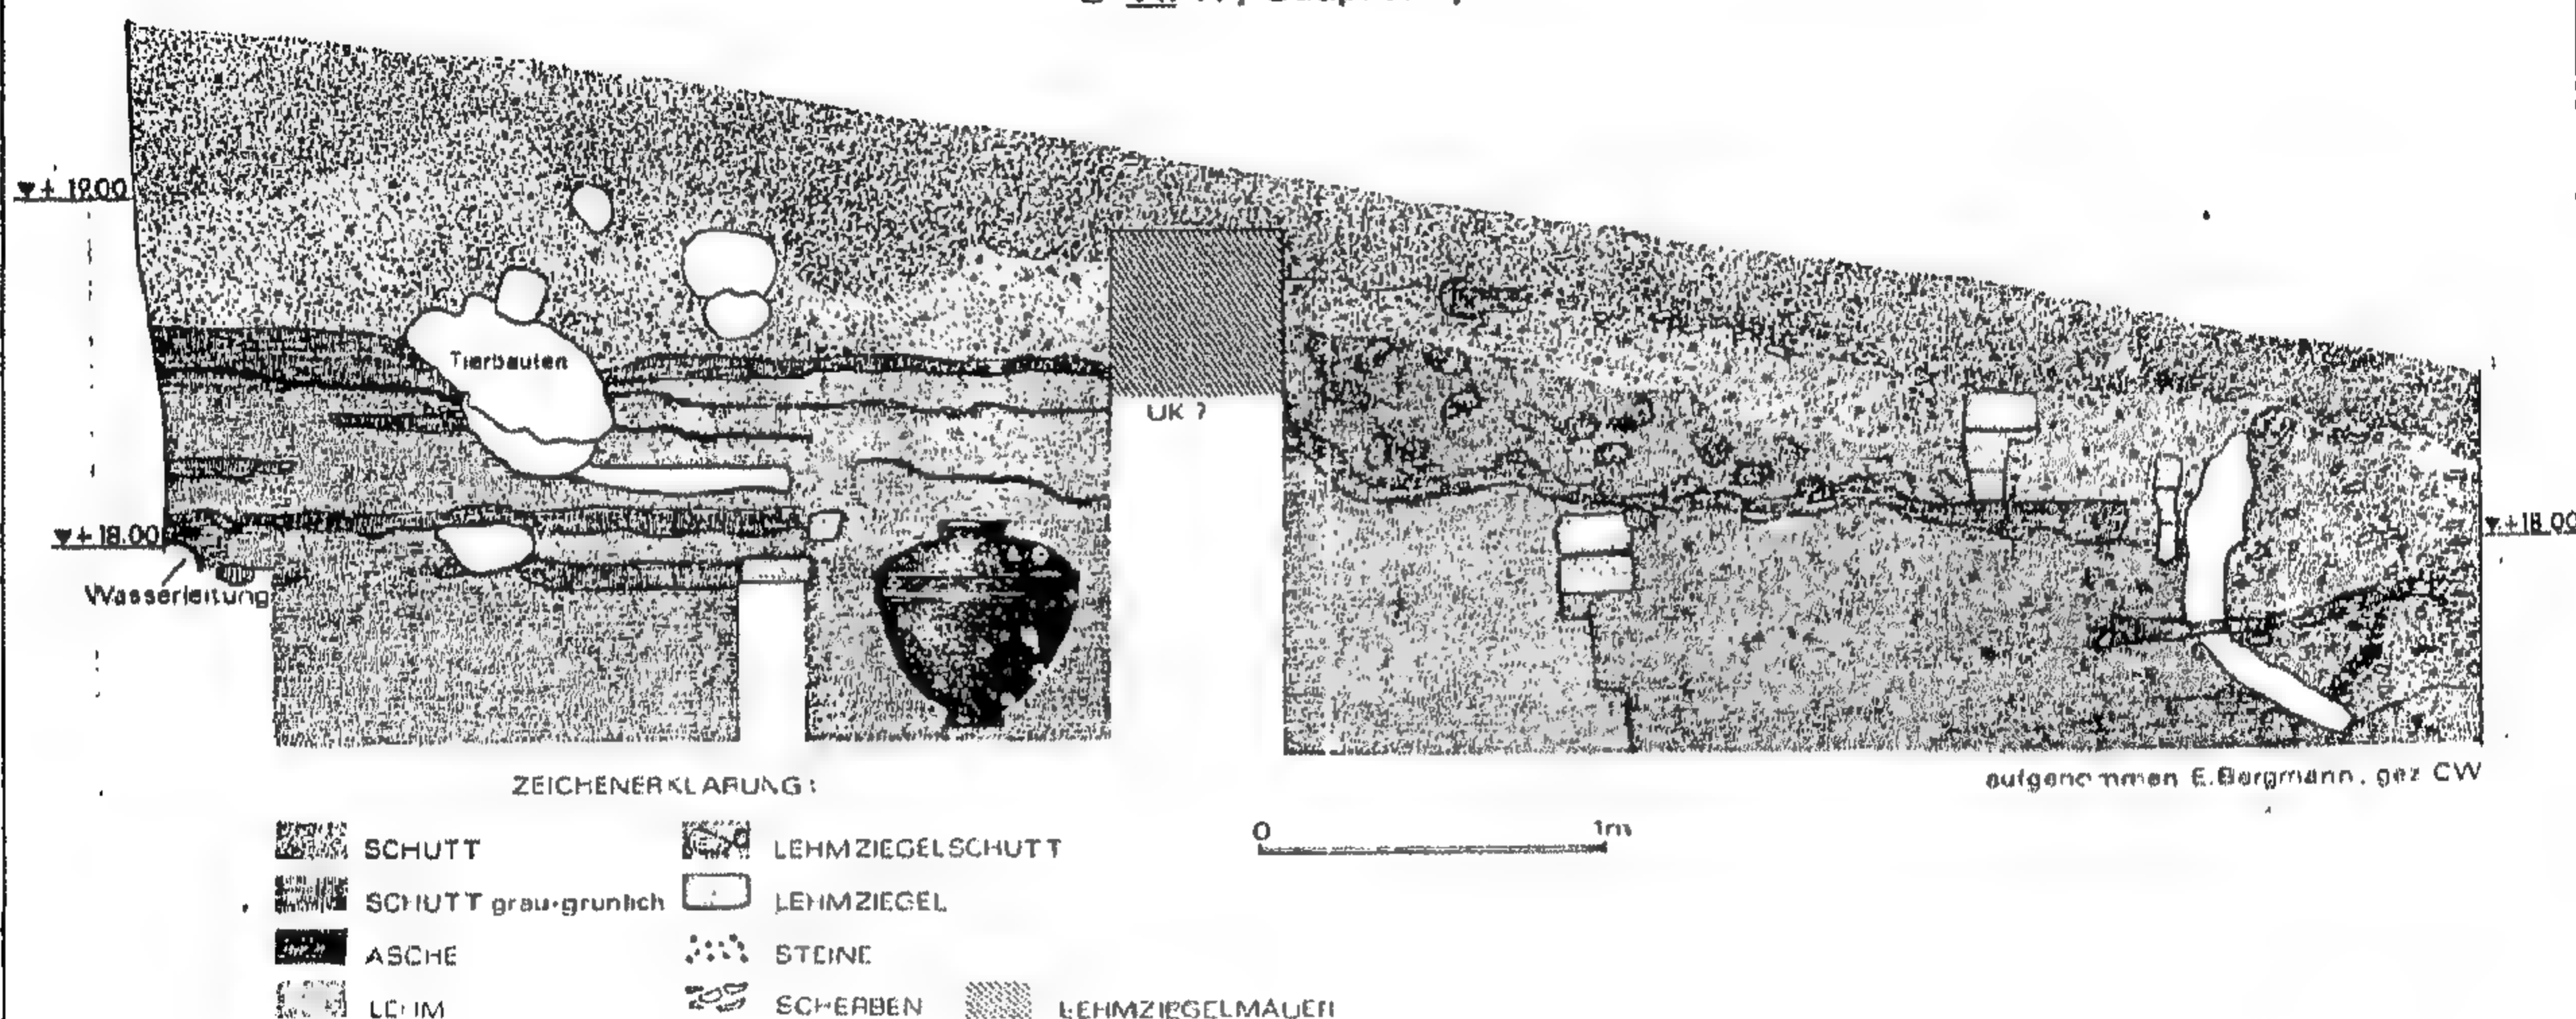 ▼+ 19.00
Tierbauten
UK ?
▼+18.00
▼+18.00
Wasserleitung
aufgenommen E.Bergmann, gez CW
ZEICHENERKLARUNG:
0 1m
SCHUTT
LEHMZIEGELSCHUTT
SCHUTT grau-grunlich
LEHMZIEGEL
ASCHE
STEINE
LEHM
SCHERBEN
LEHMZIEGELMAUER